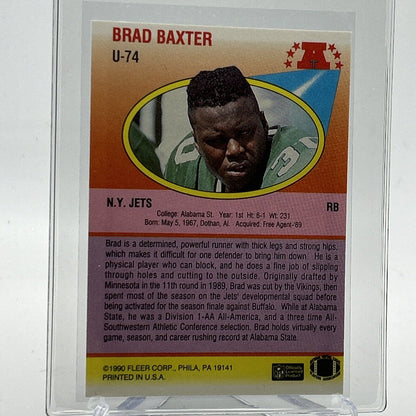 BRAD BAXTER
U-74
A
N.Y. JETS RB
College: Alabama St. Year: 1st Ht: 6-1 Wt: 231
Born: May 5, 1967, Dothan, Al. Acquired: Free Agent-'89
Brad is a determined, powerful runner with thick legs and strong hips,
which makes it difficult for one defender to bring him down. He is a
physical player who can block, and he does a fine job of slipping
through holes and cutting to the outside. Originally drafted by
Minnesota in the 11th round in 1989, Brad was cut by the Vikings, then
spent most of the season on the Jets' developmental squad before
being activated for the season finale against Buffalo. While at Alabama
State, he was a Division 1-AA All-America, and a three time All-
Southwestern Athletic Conference selection. Brad holds virtually every
game, season, and career rushing record at Alabama State.
©1990 FLEER CORP., PHILA, PA 19141
PRINTED IN U.S.A.
Officially
Licensed
Product